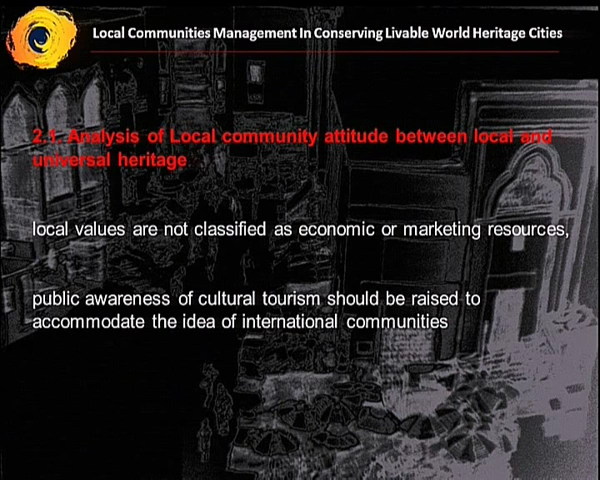 Local Communities Management In Conserving Livable World Heritage Cities
2.1. Analysis of Local community attitude between local and
universal heritage
local values are not classified as economic or marketing resources,
public awareness of cultural tourism should be raised to
accommodate the idea of international communities